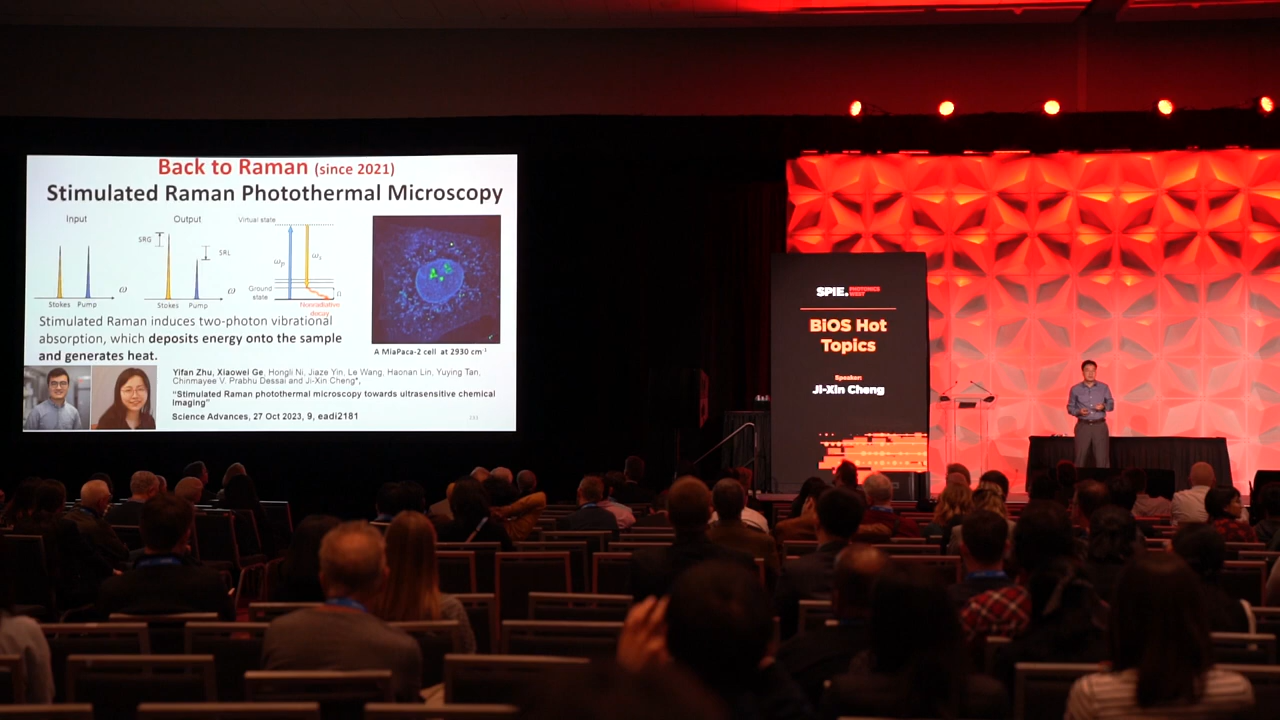 Back to Raman (since 2021)
Stimulated Raman Photothermal Microscopy
Input
Output
Virtual state
SRG
SRL
ωp
ωs
Ground
state
Ω
Stokes
Pump
ω
Stokes
Pump
ω
Nonradiative
decay
Stimulated Raman induces two-photon vibrational
absorption, which deposits energy onto the sample
and generates heat.
A MiaPaca-2 cell at 2930 cm-1
Yifan Zhu, Xiaowei Ge, Hongli Ni, Jiaze Yin, Le Wang, Haonan Lin, Yuying Tan,
Chinmayee V. Prabhu Dessai and Ji-Xin Cheng*,
“Stimulated Raman photothermal microscopy towards ultrasensitive chemical
imaging”
Science Advances, 27 Oct 2023, 9, eadi2181
SPIE. PHOTONICS
WEST
BiOS Hot
Topics
Speaker:
Ji-Xin Cheng